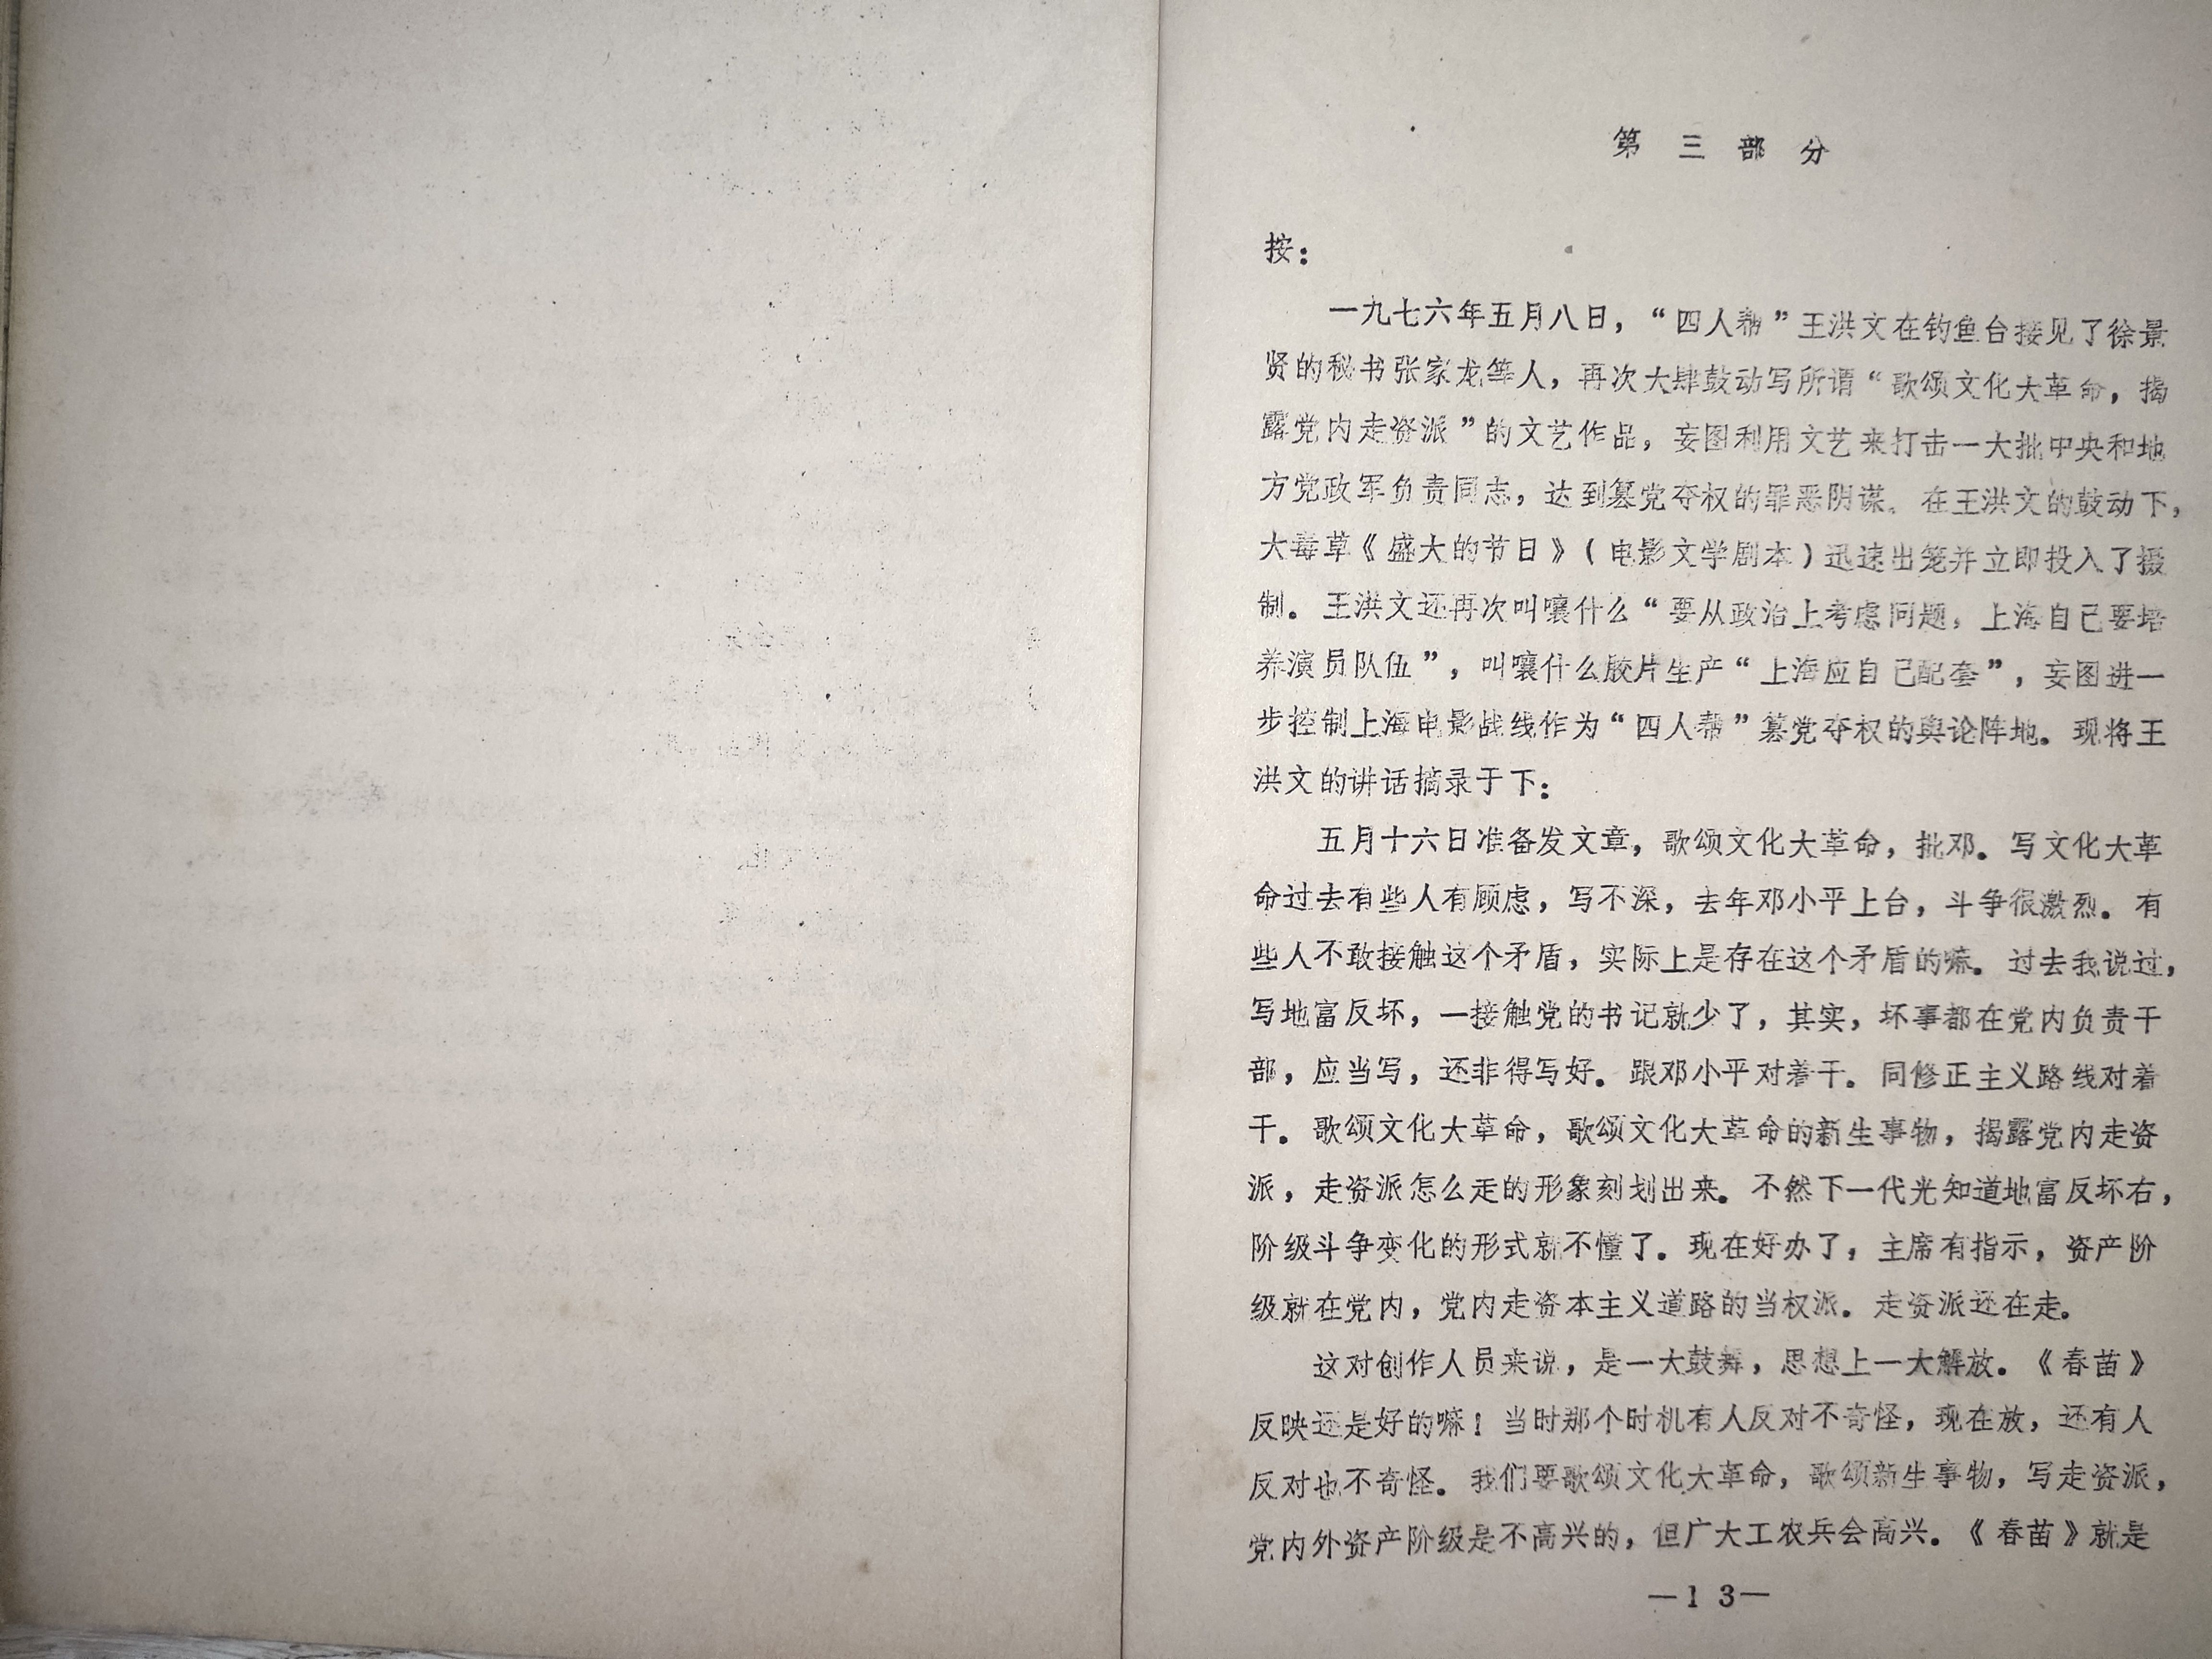 第三部分
按：
一九七六年五月八日，“四人帮”王洪文在钓鱼台接见了徐景
贤的秘书张家龙等人，再次大肆鼓动写所谓“歌颂文化大革命，揭
露党内走资派”的文艺作品，妄图利用文艺来打击一大批中央和地
方党政军负责同志，达到篡党夺权的罪恶阴谋。在王洪文的鼓动下，
大毒草《盛大的节日》（电影文学剧本）迅速出笼并立即投入了摄
制。王洪文还再次叫嚷什么“要从政治上考虑问题，上海自己要培
养演员队伍”，叫嚷什么胶片生产“上海应自己配套”，妄图进一
步控制上海电影战线作为“四人帮”篡党夺权的舆论阵地。现将王
洪文的讲话摘录于下：
五月十六日准备发文章，歌颂文化大革命，批邓。写文化大革
命过去有些人有顾虑，写不深，去年邓小平上台，斗争很激烈。有
些人不敢接触这个矛盾，实际上是存在这个矛盾的嘛。过去我说过，
写地富反坏，一接触党的书记就少了，其实，坏事都在党内负责干
部，应当写，还非得写好。跟邓小平对着干。同修正主义路线对着
干。歌颂文化大革命，歌颂文化大革命的新生事物，揭露党内走资
派，走资派怎么走的形象刻划出来。不然下一代光知道地富反坏右，
阶级斗争变化的形式就不懂了。现在好办了，主席有指示，资产阶
级就在党内，党内走资本主义道路的当权派。走资派还在走。
这对创作人员来说，是一大鼓舞，思想上一大解放。《春苗》
反映还是好的嘛！当时那个时机有人反对不奇怪，现在放，还有人
反对也不奇怪。我们要歌颂文化大革命，歌颂新生事物，写走资派，
党内外资产阶级是不高兴的，但广大工农兵会高兴。《春苗》就是
—13—